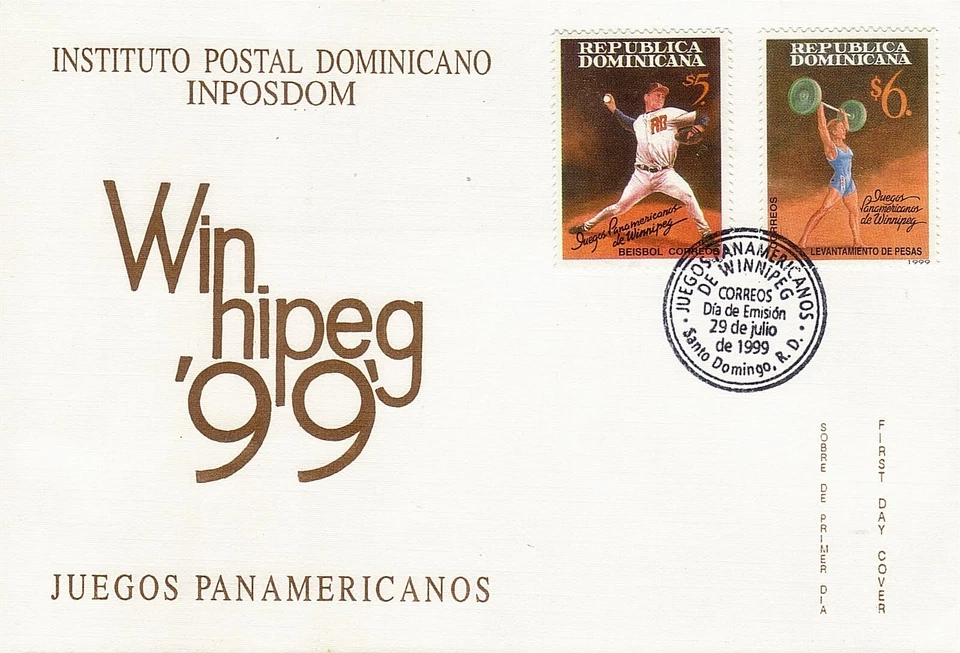 INSTITUTO POSTAL DOMINICANO
INPOSDOM
Winnipeg
'99
JUEGOS PANAMERICANOS
REPUBLICA
DOMINICANA
$5.
RD
Juegos Panamericanos
de Winnipeg
BEISBOL CORREOS
REPUBLICA
DOMINICANA
$6.
Juegos
Panamericanos
de Winnipeg
CORREOS
LEVANTAMIENTO DE PESAS
1999
JUEGOS PANAMERICANOS
DE WINNIPEG
CORREOS
Día de Emisión
29 de julio
de 1999
Santo Domingo, R. D.
SOBRE DE PRIMER DIA
FIRST DAY COVER